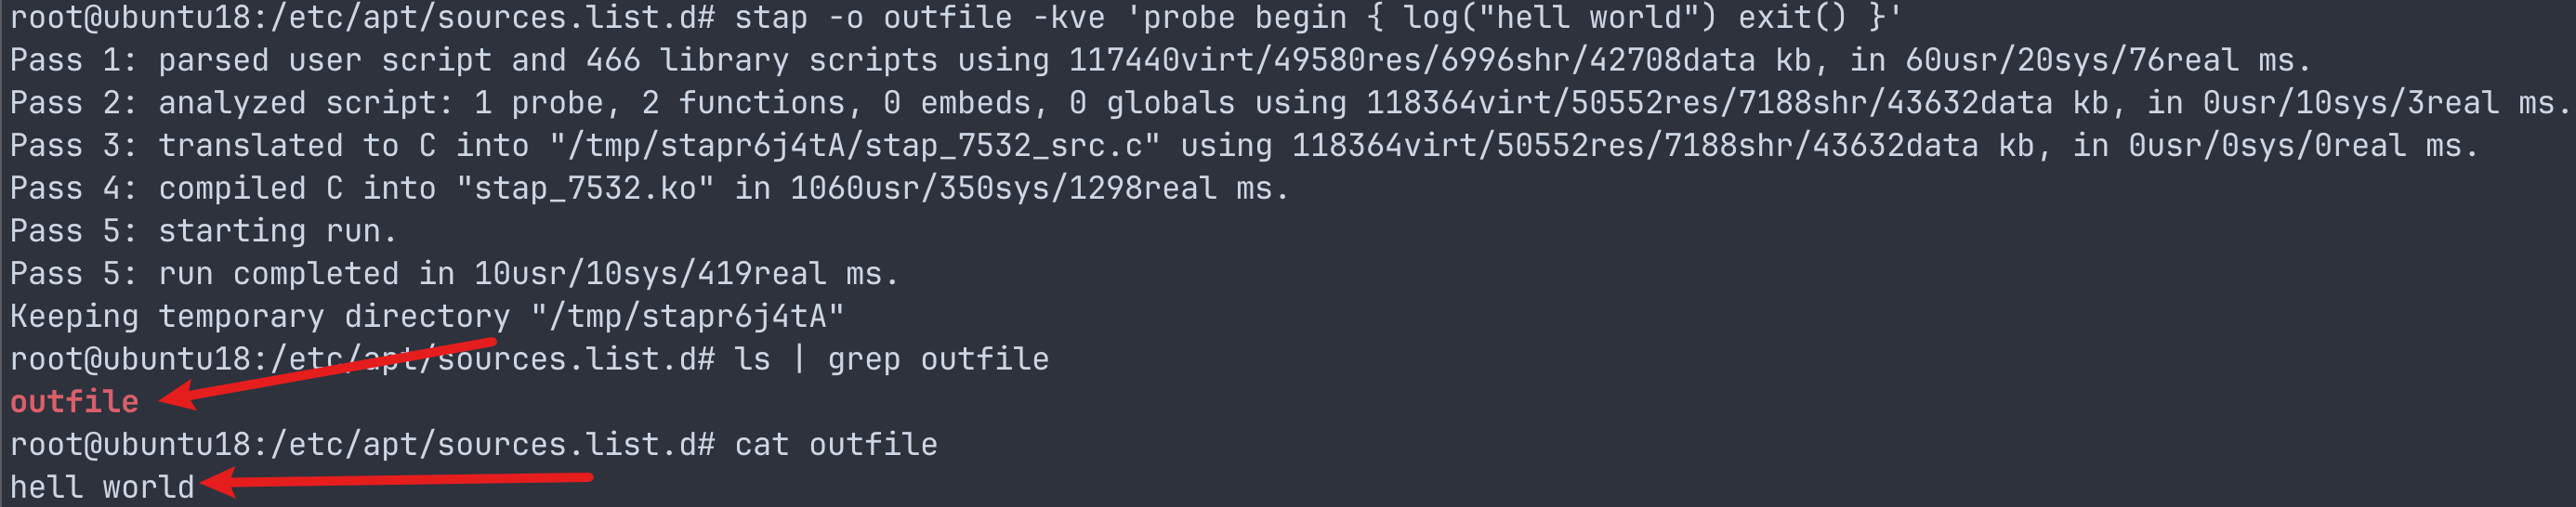 root@ubuntu18:/etc/apt/sources.list.d# stap -o outfile -kve 'probe begin { log("hell world") exit() }'
Pass 1: parsed user script and 466 library scripts using 117440virt/49580res/6996shr/42708data kb, in 60usr/20sys/76real ms.
Pass 2: analyzed script: 1 probe, 2 functions, 0 embeds, 0 globals using 118364virt/50552res/7188shr/43632data kb, in 0usr/10sys/3real ms.
Pass 3: translated to C into "/tmp/stapr6j4tA/stap_7532_src.c" using 118364virt/50552res/7188shr/43632data kb, in 0usr/0sys/0real ms.
Pass 4: compiled C into "stap_7532.ko" in 1060usr/350sys/1298real ms.
Pass 5: starting run.
Pass 5: run completed in 10usr/10sys/419real ms.
Keeping temporary directory "/tmp/stapr6j4tA"
root@ubuntu18:/etc/apt/sources.list.d# ls | grep outfile
outfile
root@ubuntu18:/etc/apt/sources.list.d# cat outfile
hell world